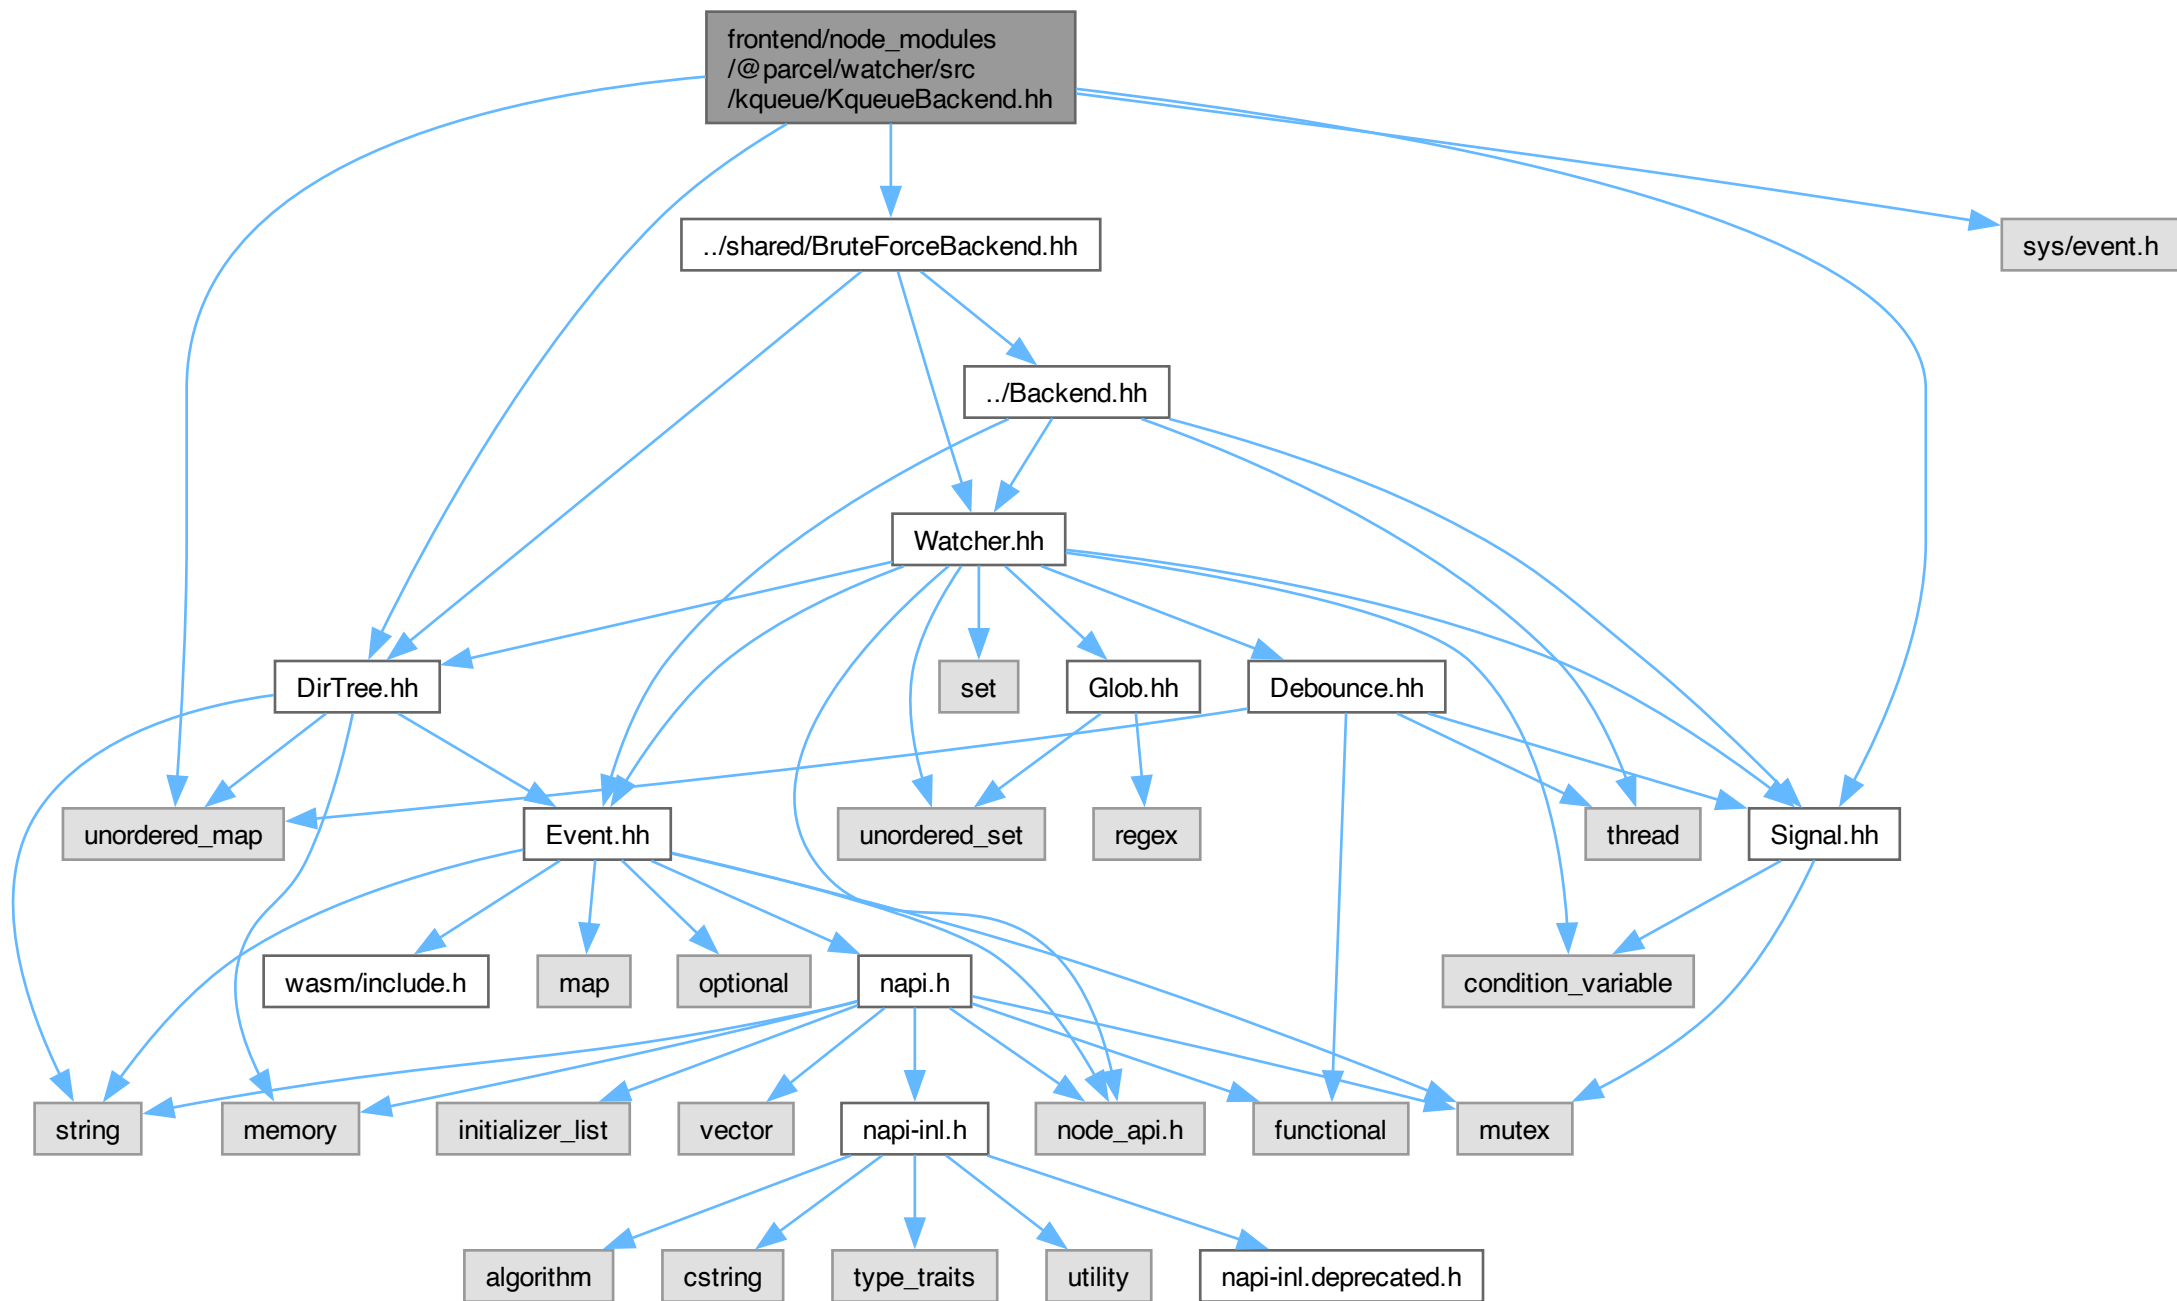 frontend/node_modules
/@parcel/watcher/src
/kqueue/KqueueBackend.hh
../shared/BruteForceBackend.hh
sys/event.h
../Backend.hh
Watcher.hh
DirTree.hh
set
Glob.hh
Debounce.hh
unordered_map
Event.hh
unordered_set
regex
thread
Signal.hh
wasm/include.h
map
optional
napi.h
condition_variable
string
memory
initializer_list
vector
napi-inl.h
node_api.h
functional
mutex
algorithm
cstring
type_traits
utility
napi-inl.deprecated.h